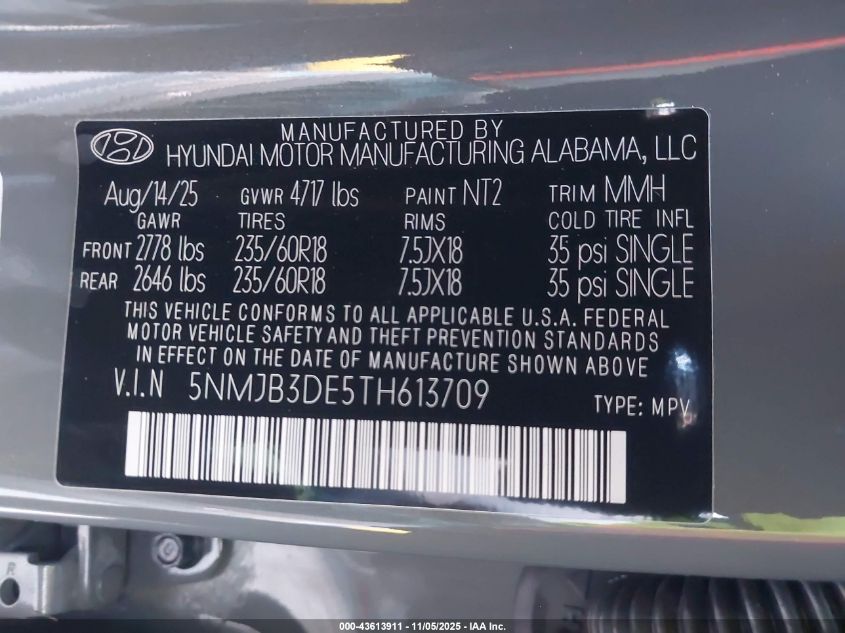 MANUFACTURED BY
HYUNDAI MOTOR MANUFACTURING ALABAMA, LLC
Aug/14/25 GVWR 4717 lbs PAINT NT2 TRIM MMH
GAWR TIRES RIMS COLD TIRE INFL
FRONT 2778 lbs 235/60R18 7.5JX18 35 psi SINGLE
REAR 2646 lbs 235/60R18 7.5JX18 35 psi SINGLE
THIS VEHICLE CONFORMS TO ALL APPLICABLE U.S.A. FEDERAL
MOTOR VEHICLE SAFETY AND THEFT PREVENTION STANDARDS
IN EFFECT ON THE DATE OF MANUFACTURE SHOWN ABOVE
V.I.N 5NMJB3DE5TH613709 TYPE: MPV
R
000-43613911 - 11/05/2025 - IAA Inc.